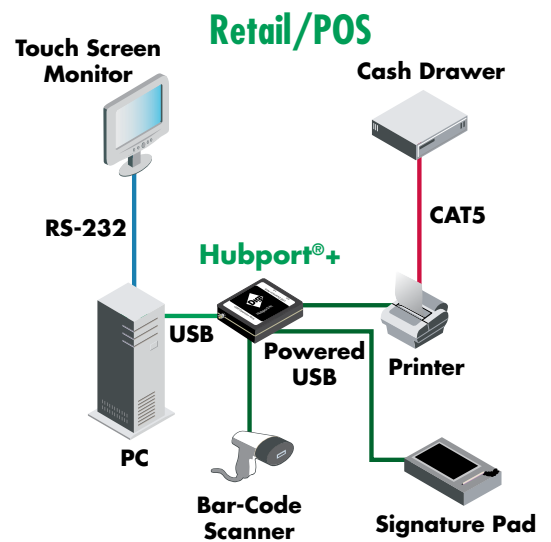 Retail/POS
Touch Screen
Monitor
Cash Drawer
RS-232
CAT5
Hubport®+
USB
Powered
USB
Printer
PC
Bar-Code
Scanner
Signature Pad